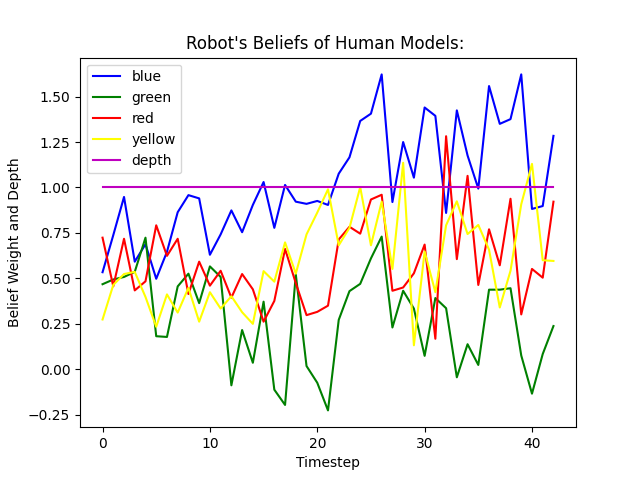 Robot's Beliefs of Human Models:
blue
green
red
yellow
depth
Belief Weight and Depth
1.50
1.25
1.00
0.75
0.50
0.25
0.00
−0.25
0
10
20
30
40
Timestep